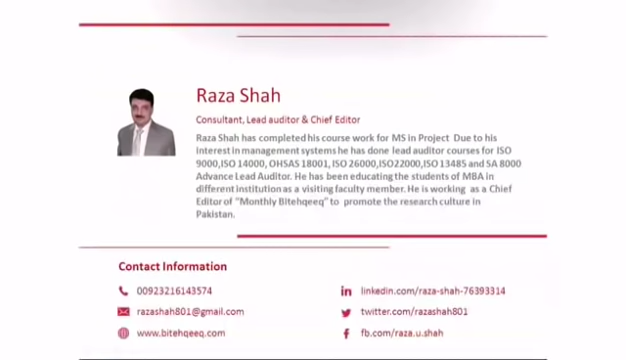 Raza Shah
Consultant, Lead auditor & Chief Editor
Raza Shah has completed his course work for MS in Project  Due to his
interest in management systems he has done lead auditor courses for ISO
9000,ISO 14000, OHSAS 18001, ISO 26000,ISO22000,ISO 13485 and SA 8000
Advance Lead Auditor. He has been educating the students of MBA in
different institution as a visiting faculty member. He is working  as a Chief
Editor of "Monthly Bitehqeeq" to  promote the research culture in
Pakistan.
Contact Information
00923216143574
linkedin.com/raza-shah-76393314
razashah801@gmail.com
twitter.com/razashah801
www.bitehqeeq.com
fb.com/raza.u.shah